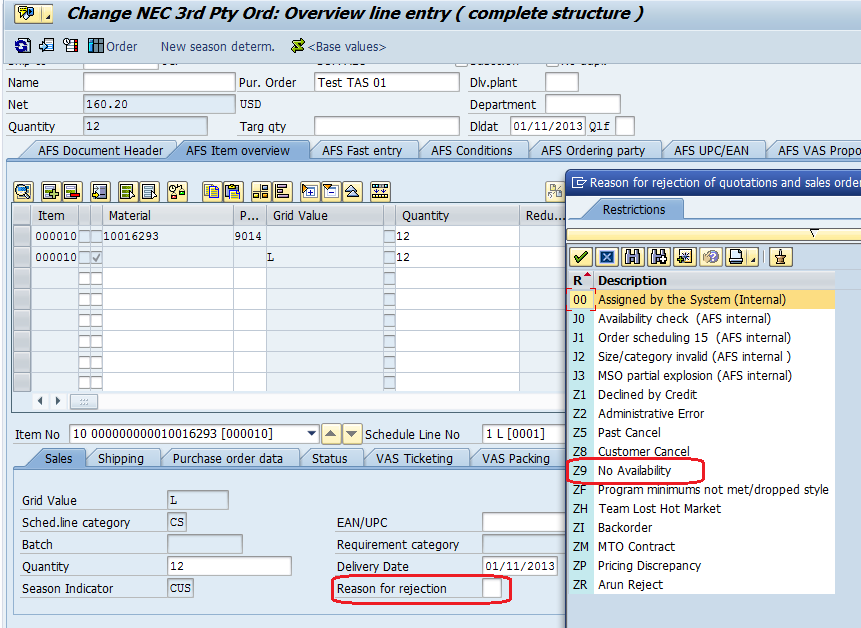 Change NEC 3rd Pty Ord: Overview line entry ( complete structure )
Order New season determ. <Base values>
Name Pur. Order Test TAS 01 Dlv.plant
Net 160.20 USD Department
Quantity 12 Targ qty Dldat 01/11/2013 Qlf
AFS Document Header AFS Item overview AFS Fast entry AFS Conditions AFS Ordering party AFS UPC/EAN AFS VAS Propo
Item Material P... Grid Value Quantity Redu...
000010 10016293 9014 12
000010 L 12
Item No 10 000000000010016293 [000010] Schedule Line No 1 L [0001]
Sales Shipping Purchase order data Status VAS Ticketing VAS Packing
Grid Value L
Sched.line category CS EAN/UPC
Batch Requirement category
Quantity 12 Delivery Date 01/11/2013
Season Indicator CUS Reason for rejection
Reason for rejection of quotations and sales order
Restrictions
R Description
00 Assigned by the System (Internal)
J0 Availability check (AFS internal)
J1 Order scheduling 15 (AFS internal)
J2 Size/category invalid (AFS internal )
J3 MSO partial explosion (AFS internal)
Z1 Declined by Credit
Z2 Administrative Error
Z5 Past Cancel
Z8 Customer Cancel
Z9 No Availability
ZF Program minimums not met/dropped style
ZH Team Lost Hot Market
ZI Backorder
ZM MTO Contract
ZP Pricing Discrepancy
ZR Arun Reject